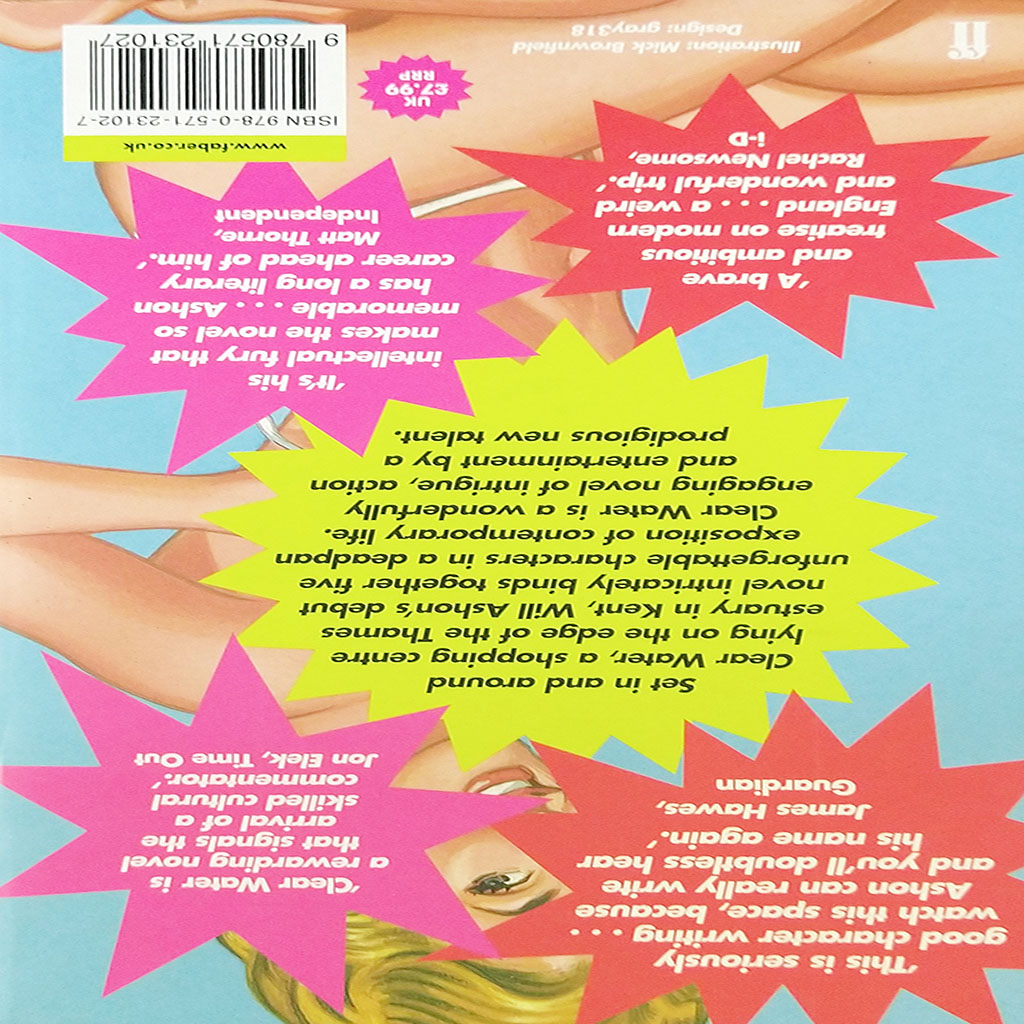 'This is seriously
good character writing . . .
watch this space, because
Ashon can really write
and you'll doubtless hear
his name again.'
James Hawes,
Guardian
'Clear Water is
a rewarding novel
that signals the
arrival of a
skilled cultural
commentator.'
Jon Elek, Time Out
Set in and around
Clear Water, a shopping centre
lying on the edge of the Thames
estuary in Kent, Will Ashon's debut
novel intricately binds together five
unforgettable characters in a deadpan
exposition of contemporary life.
Clear Water is a wonderfully
engaging novel of intrigue, action
and entertainment by a
prodigious new talent.
'It's his
intellectual fury that
makes the novel so
memorable . . . Ashon
has a long literary
career ahead of him.'
Matt Thorne,
Independent
'A brave
and ambitious
treatise on modern
England . . . a weird
and wonderful trip.'
Rachel Newsome,
i-D
ff
Illustration: Mick Brownfield
Design: gray318
UK
£7.99
RRP
www.faber.co.uk
ISBN 978-0-571-23102-7
9 780571 231027